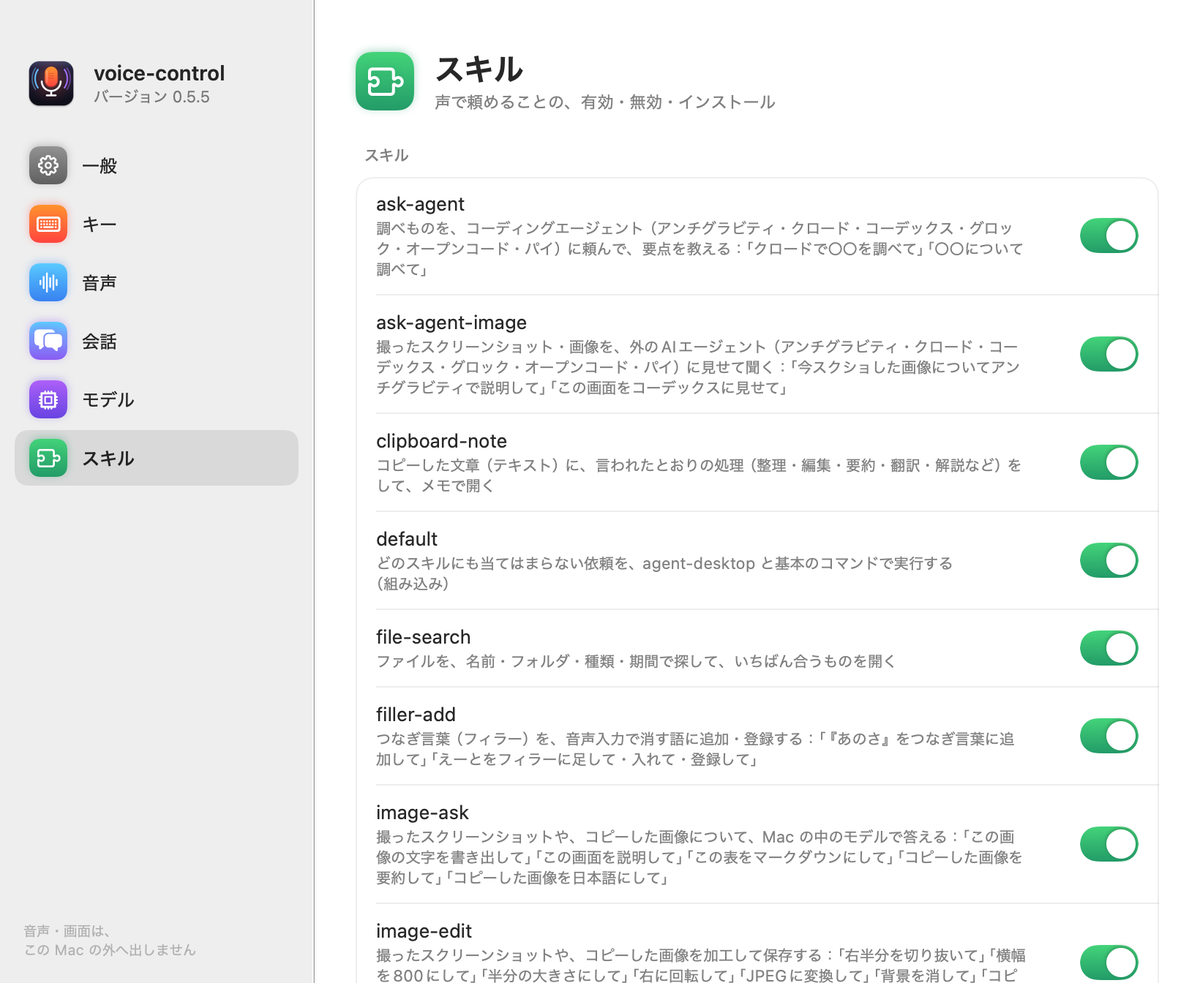 voice-control
バージョン 0.5.5
一般
キー
音声
会話
モデル
スキル
音声・画面は、
この Mac の外へ出しません
スキル
声で頼めることの、有効・無効・インストール
スキル
ask-agent
調べものを、コーディングエージェント（アンチグラビティ・クロード・コーデックス・グロッ
ク・オープンコード・パイ）に頼んで、要点を教える：「クロードで〇〇を調べて」「〇〇について
調べて」
ask-agent-image
撮ったスクリーンショット・画像を、外のAIエージェント（アンチグラビティ・クロード・コー
デックス・グロック・オープンコード・パイ）に見せて聞く：「今スクショした画像についてアン
チグラビティで説明して」「この画面をコーデックスに見せて」
clipboard-note
コピーした文章（テキスト）に、言われたとおりの処理（整理・編集・要約・翻訳・解説など）を
して、メモで開く
default
どのスキルにも当てはまらない依頼を、agent-desktop と基本のコマンドで実行する
（組み込み）
file-search
ファイルを、名前・フォルダ・種類・期間で探して、いちばん合うものを開く
filler-add
つなぎ言葉（フィラー）を、音声入力で消す語に追加・登録する：「『あのさ』をつなぎ言葉に追
加して」「えーとをフィラーに足して・入れて・登録して」
image-ask
撮ったスクリーンショットや、コピーした画像について、Mac の中のモデルで答える：「この画
像の文字を書き出して」「この画面を説明して」「この表をマークダウンにして」「コピーした画像を
要約して」「コピーした画像を日本語にして」
image-edit
撮ったスクリーンショットや、コピーした画像を加工して保存する：「右半分を切り抜いて」「横幅
を800にして」「半分の大きさにして」「右に回転して」「JPEGに変換して」「背景を消して」「コピ